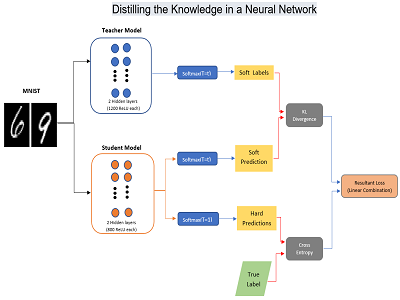 Distilling the Knowledge in a Neural Network
Teacher Model
2 Hidden layers
(1200 ReLU each)
Softmax(T=t)
Soft Labels
MNIST
KL
Divergence
Student Model
2 Hidden layers
(800 ReLU each)
Softmax(T=t)
Soft
Prediction
Resultant Loss
(Linear Combination)
Softmax(T=1)
Hard
Predictions
Cross
Entropy
True
Label